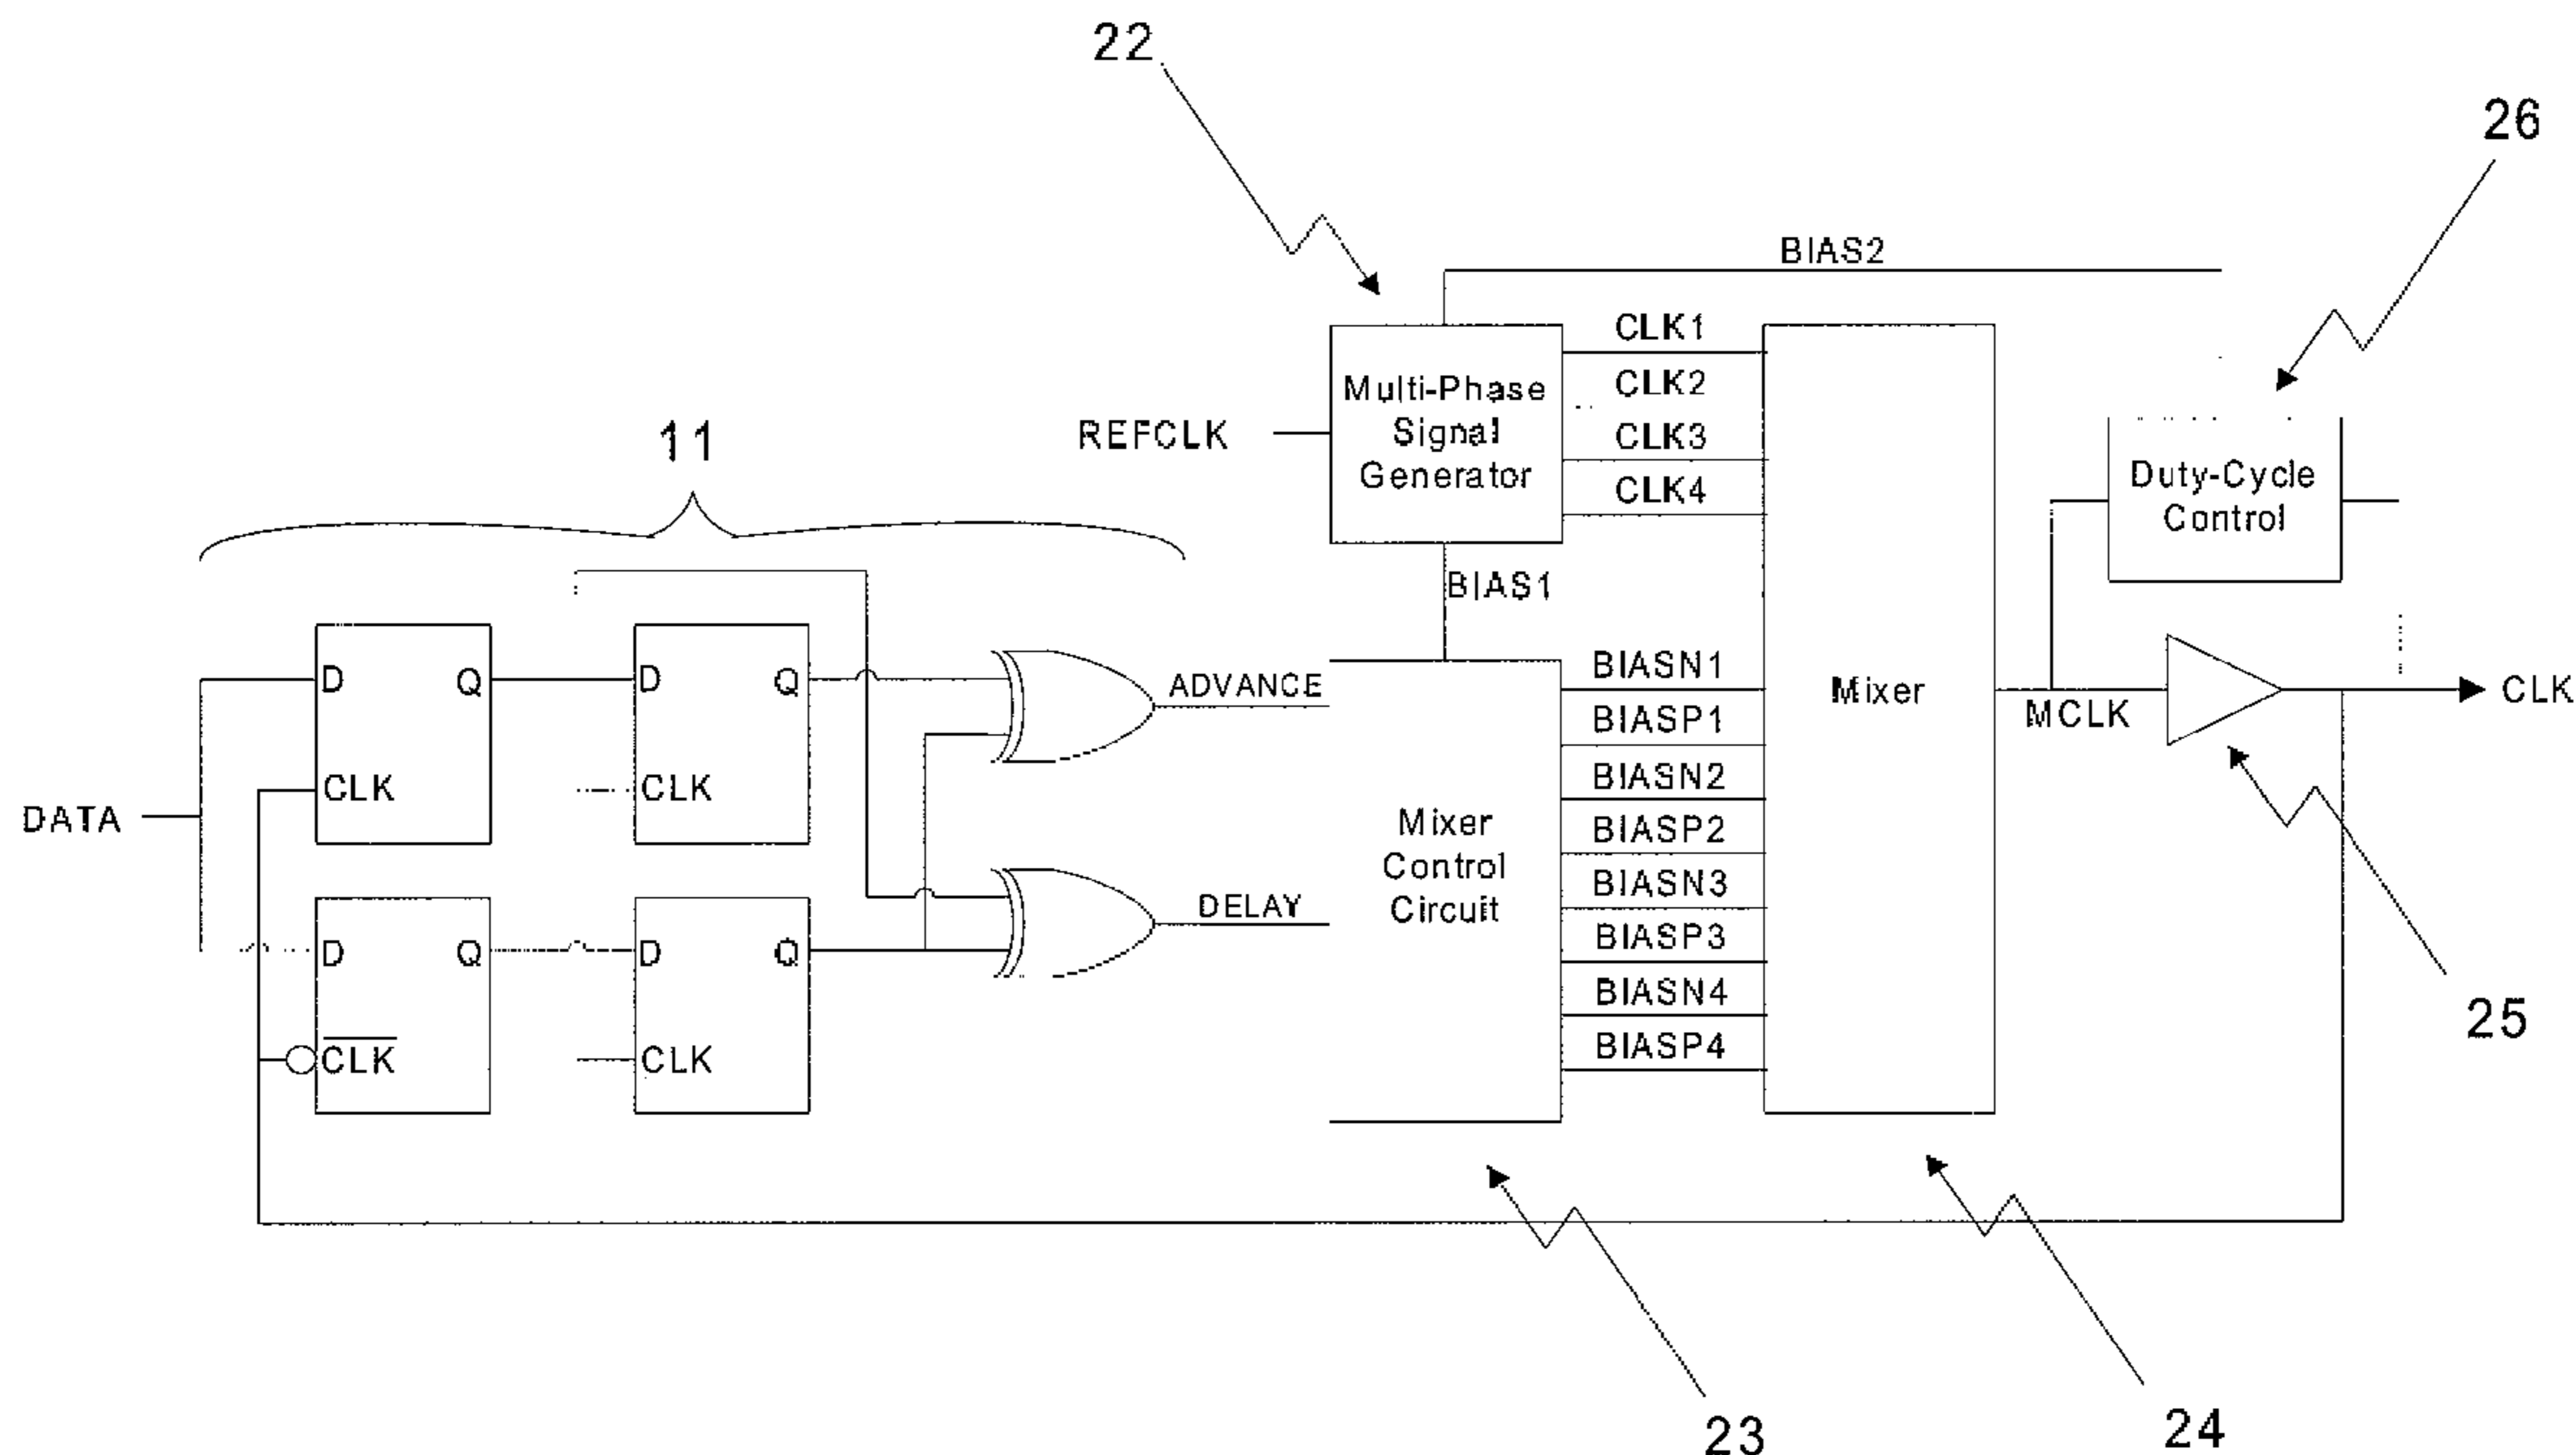 22
26
BIAS2
CLK1
Multi-Phase
Signal
Generator
CLK2
CLK3
CLK4
REFCLK
11
Duty-Cycle
Control
BIAS1
D
Q
CLK
D
Q
CLK
ADVANCE
BIASN1
BIASP1
BIASN2
BIASP2
BIASN3
BIASP3
BIASN4
BIASP4
Mixer
MCLK
CLK
DATA
Mixer
Control
Circuit
DELAY
D
Q
CLK
D
Q
CLK
25
23
24